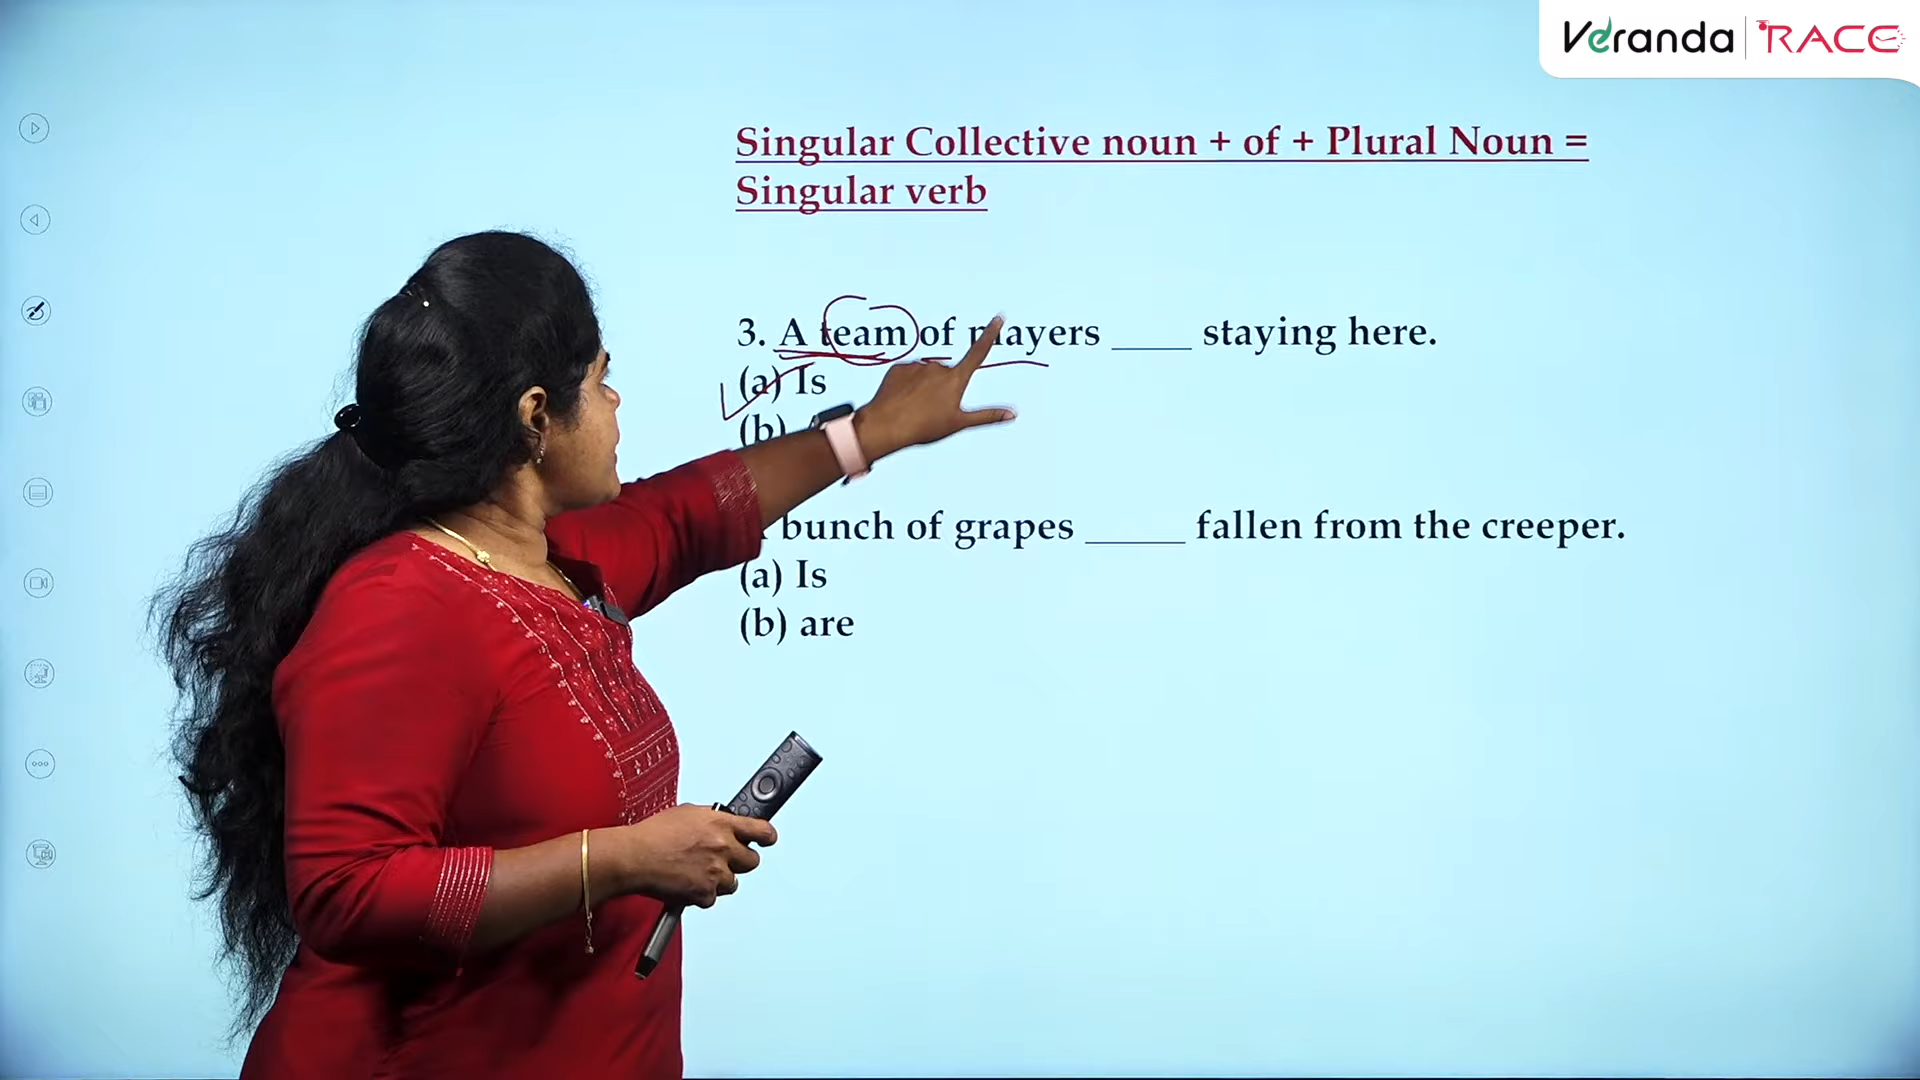 Veranda RACE
Singular Collective noun + of + Plural Noun =
Singular verb
3. A team of players ____ staying here.
(a) Is
(b)
bunch of grapes _____ fallen from the creeper.
(a) Is
(b) are